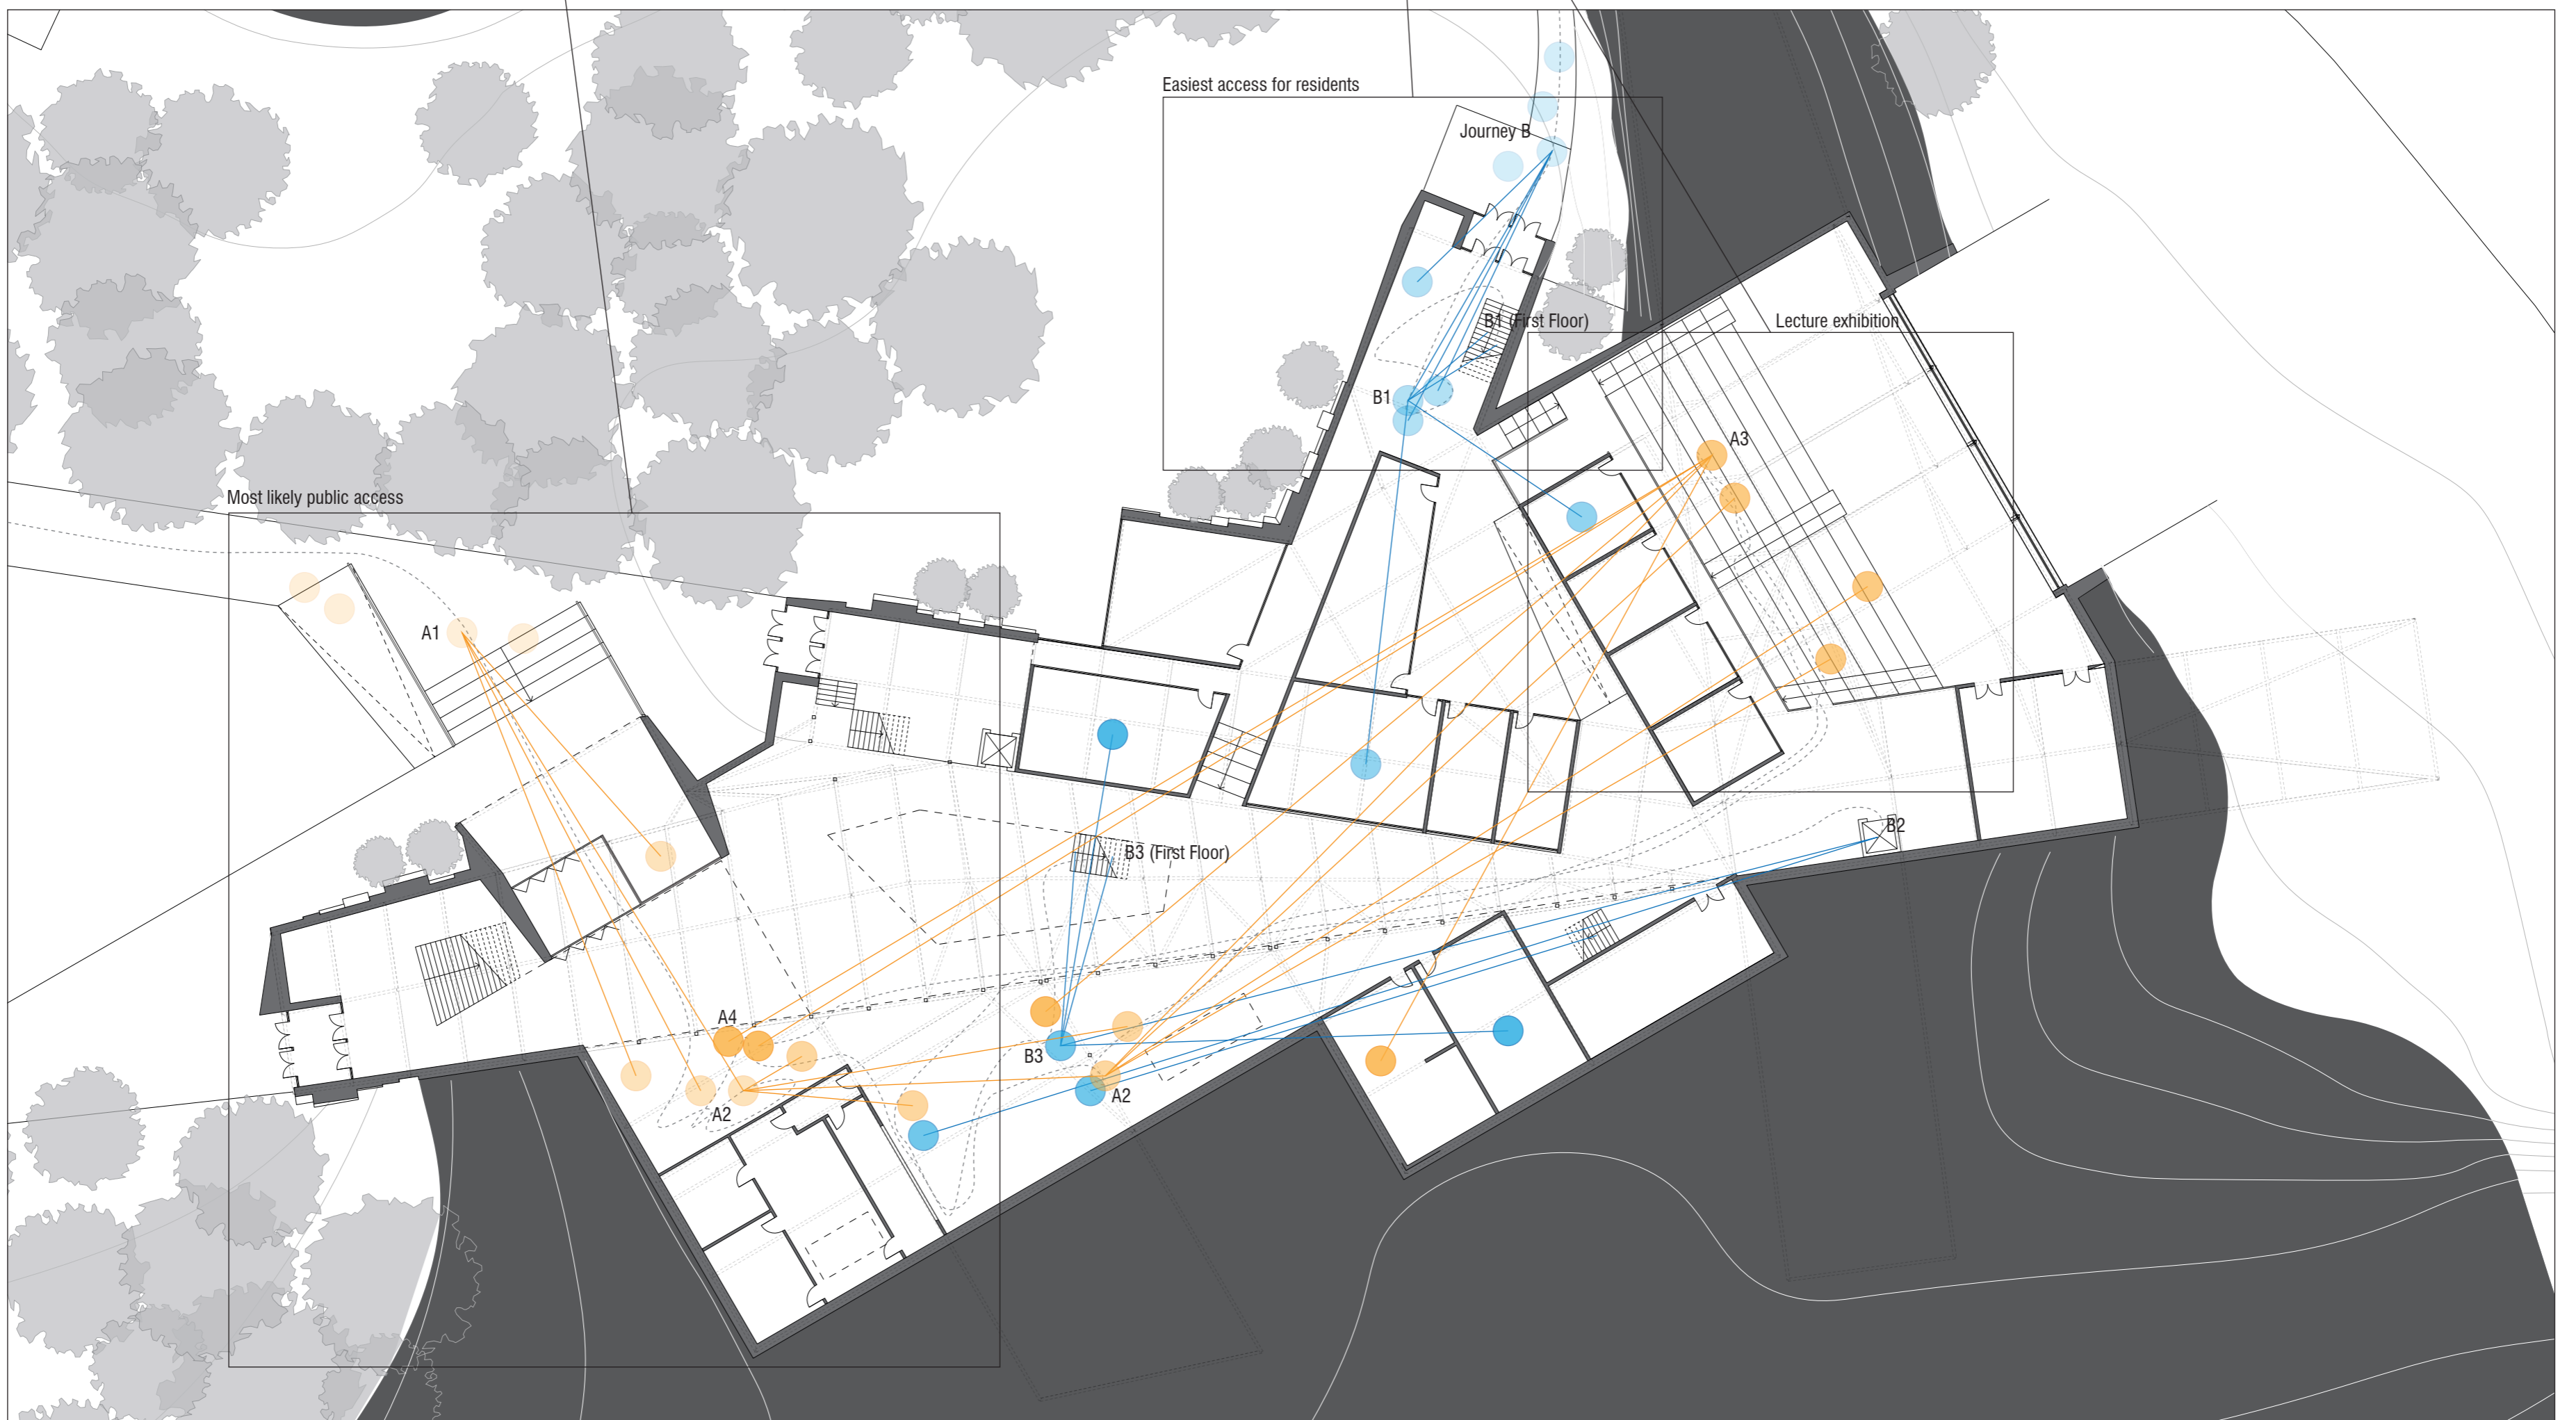 Easiest access for residents
Journey B
B1 (First Floor)
Lecture exhibition
B1
A3
Most likely public access
A1
B2
B3 (First Floor)
A4
B3
A2
A2